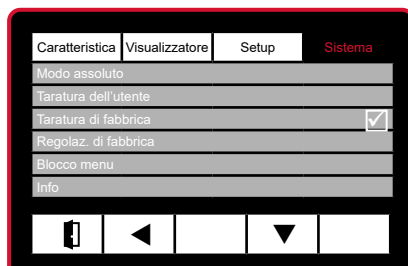 Caratteristica Visualizzatore Setup Sistema
Modo assoluto
Taratura dell'utente
Taratura di fabbrica
Regolaz. di fabbrica
Blocco menu
Info